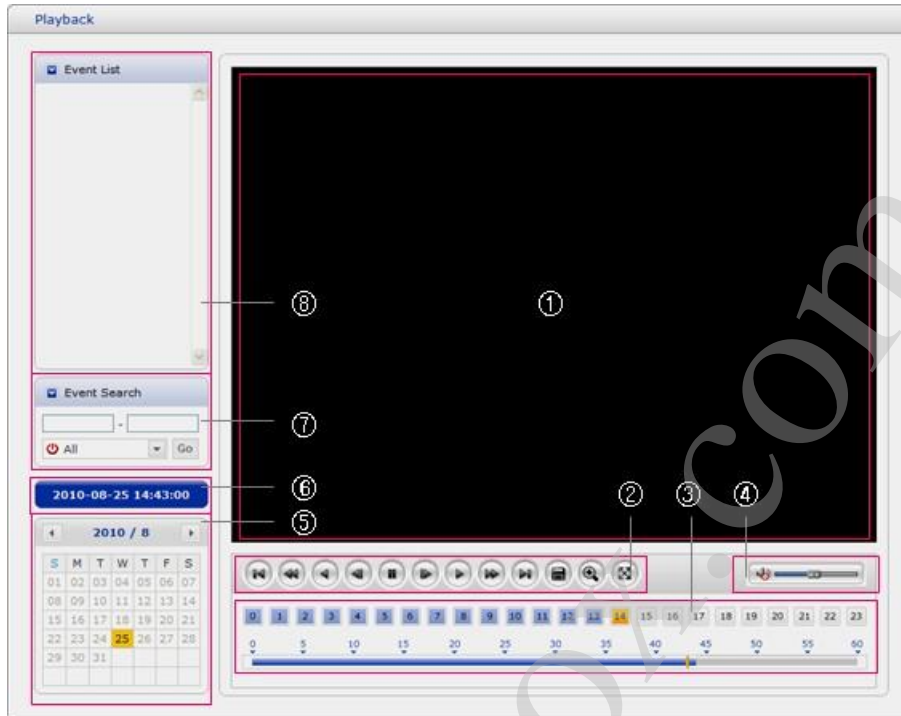 Playback
Event List
⑧
①
Event Search
-
⑦
All Go
2010-08-25 14:43:00
⑥
② ③ ④
⑤
2010 / 8
S M T W T F S
01 02 03 04 05 06 07
08 09 10 11 12 13 14
15 16 17 18 19 20 21
22 23 24 25 26 27 28
29 30 31
0 1 2 3 4 5 6 7 8 9 10 11 12 13 14 15 16 17 18 19 20 21 22 23
0 5 10 15 20 25 30 35 40 45 50 55 60